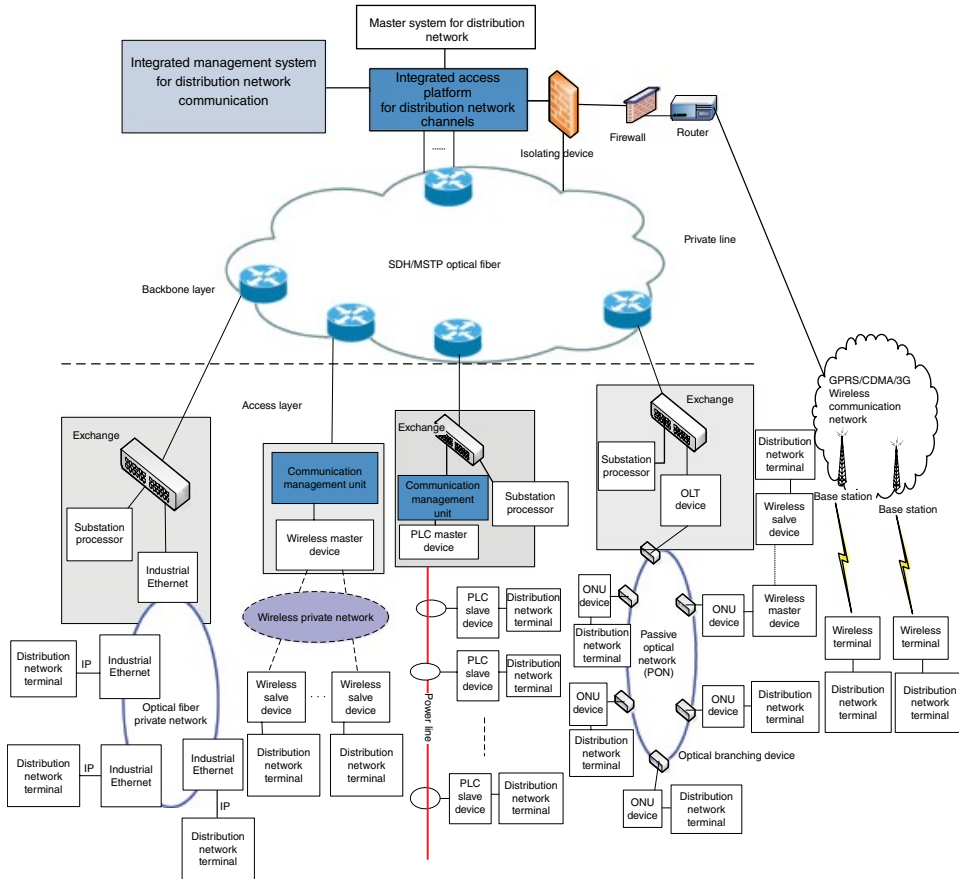 Master system for distribution
network
Integrated management system
for distribution network
communication
Integrated access
platform
for distribution network
channels
......
Isolating device
Firewall
Router
SDH/MSTP optical fiber
Private line
Backbone layer
Access layer
GPRS/CDMA/3G
Wireless
communication
network
Base station
Base station
Exchange
Substation
processor
Industrial
Ethernet
Communication
management unit
Wireless master
device
Exchange
Communication
management
unit
PLC master
device
Substation
processor
Exchange
Substation
processor
OLT
device
Distribution
network
terminal
Wireless
salve device
Wireless
master
device
Wireless private network
Wireless
salve
device
. . .
Wireless
salve
device
Distribution
network
terminal
Distribution
network
terminal
Distribution
network
terminal
IP
Industrial
Ethernet
Optical fiber
private network
Distribution
network
terminal
IP
Industrial
Ethernet
Industrial
Ethernet
IP
Distribution
network
terminal
Power line
PLC
slave
device
Distribution
network
terminal
PLC
slave
device
Distribution
network
terminal
PLC
slave
device
Distribution
network
terminal
ONU
device
Distribution
network
terminal
Passive
optical
network
(PON)
ONU
device
ONU
device
Distribution
network
terminal
ONU
device
Distribution
network
terminal
Optical branching device
ONU
device
Distribution
network
terminal
Wireless
terminal
Wireless
terminal
Distribution
network
terminal
Distribution
network
terminal